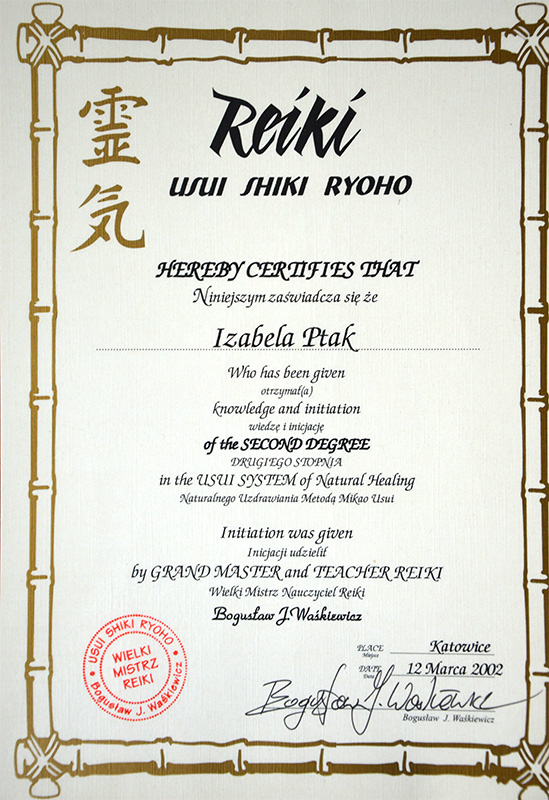 靈
気
Reiki
USUI SHIKI RYOHO
HEREBY CERTIFIES THAT
Niniejszym zaświadcza się że
Izabela Ptak
Who has been given
otrzymał(a)
knowledge and initiation
wiedzę i inicjację
of the SECOND DEGREE
DRUGIEGO STOPNIA
in the USUI SYSTEM of Natural Healing
Naturalnego Uzdrawiania Metodą Mikao Usui
Initiation was given
Inicjacji udzielił
by GRAND MASTER and TEACHER REIKI
Wielki Mistrz Nauczyciel Reiki
Bogusław J. Waśkiewicz
USUI SHIKI RYOHO
WIELKI
MISTRZ
REIKI
Bogusław J. Waśkiewicz
PLACE Katowice
Miejsce
DATE 12 Marca 2002
Data
Bogusław J. Waśkiewicz
Bogusław J. Waśkiewicz